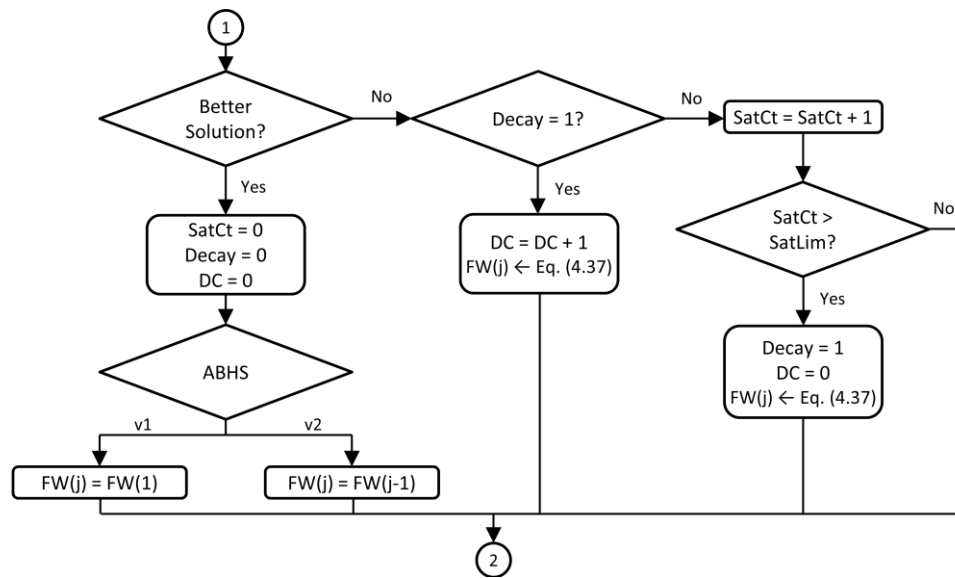 1
Better
Solution?
No
Decay = 1?
No
SatCt = SatCt + 1
Yes
SatCt = 0
Decay = 0
DC = 0
Yes
DC = DC + 1
FW(j) ← Eq. (4.37)
SatCt >
SatLim?
No
Yes
Decay = 1
DC = 0
FW(j) ← Eq. (4.37)
ABHS
v1
v2
FW(j) = FW(1)
FW(j) = FW(j-1)
2